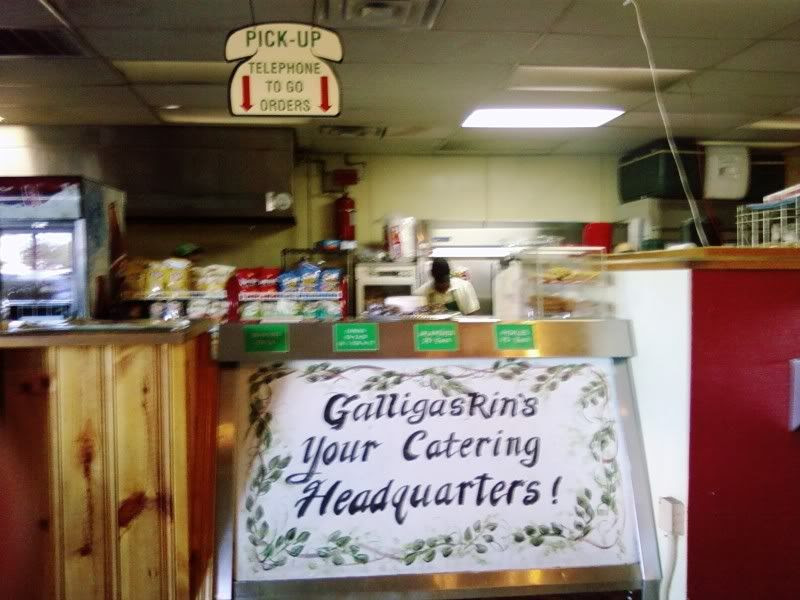 PICK-UP
TELEPHONE
TO GO
ORDERS
Galligaskin's
Your Catering
Headquarters!